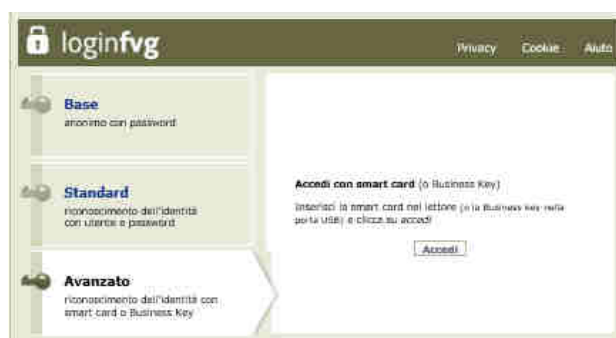 loginfvg
Privacy Cookie Aiuto
Base
anonimo con password
Standard
riconoscimento dell'identità
con utente e password
Avanzato
riconoscimento dell'identità con
smart card o Business Key
Accedi con smart card (o Business Key)
Inserisci la smart card nel lettore (o la Business Key nella
porta USB) e clicca su accedi
Accedi